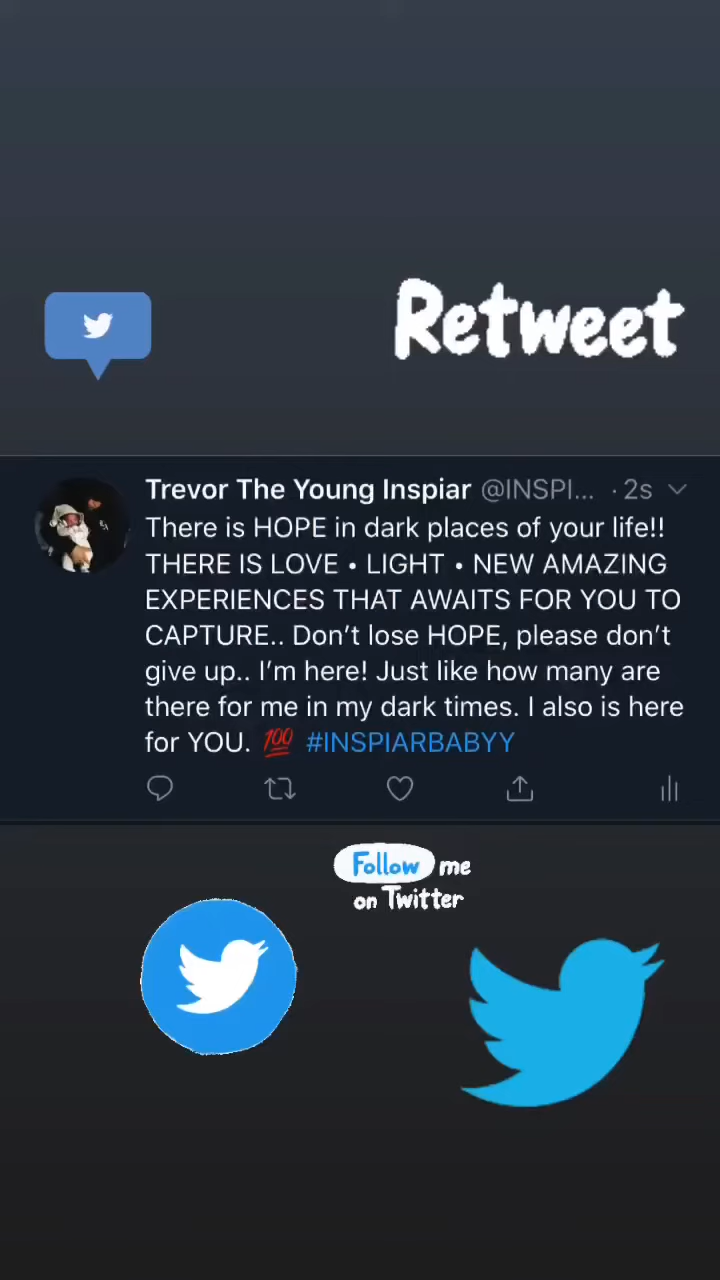 Retweet
Trevor The Young Inspiar @INSPI... · 2s
There is HOPE in dark places of your life!!
THERE IS LOVE • LIGHT • NEW AMAZING
EXPERIENCES THAT AWAITS FOR YOU TO
CAPTURE.. Don’t lose HOPE, please don’t
give up.. I’m here! Just like how many are
there for me in my dark times. I also is here
for YOU. 💯 #INSPIARBABYY
Follow me
on Twitter